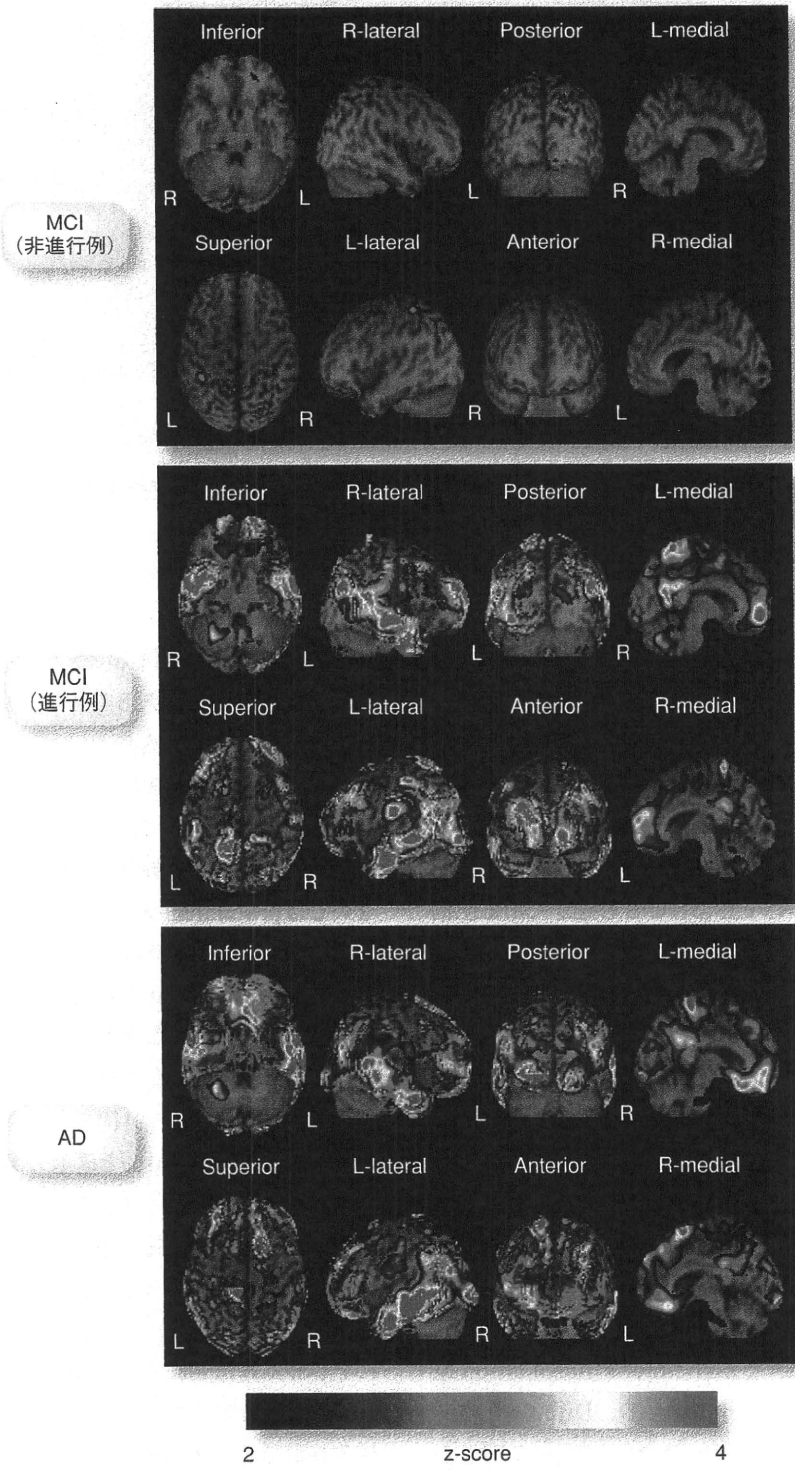 Inferior R-lateral Posterior L-medial
R L L R
MCI
(非進行例)
Superior L-lateral Anterior R-medial
L R R L
Inferior R-lateral Posterior L-medial
R L L R
MCI
(進行例)
Superior L-lateral Anterior R-medial
L R R L
Inferior R-lateral Posterior L-medial
R L L R
AD
Superior L-lateral Anterior R-medial
L R R L
2 z-score 4